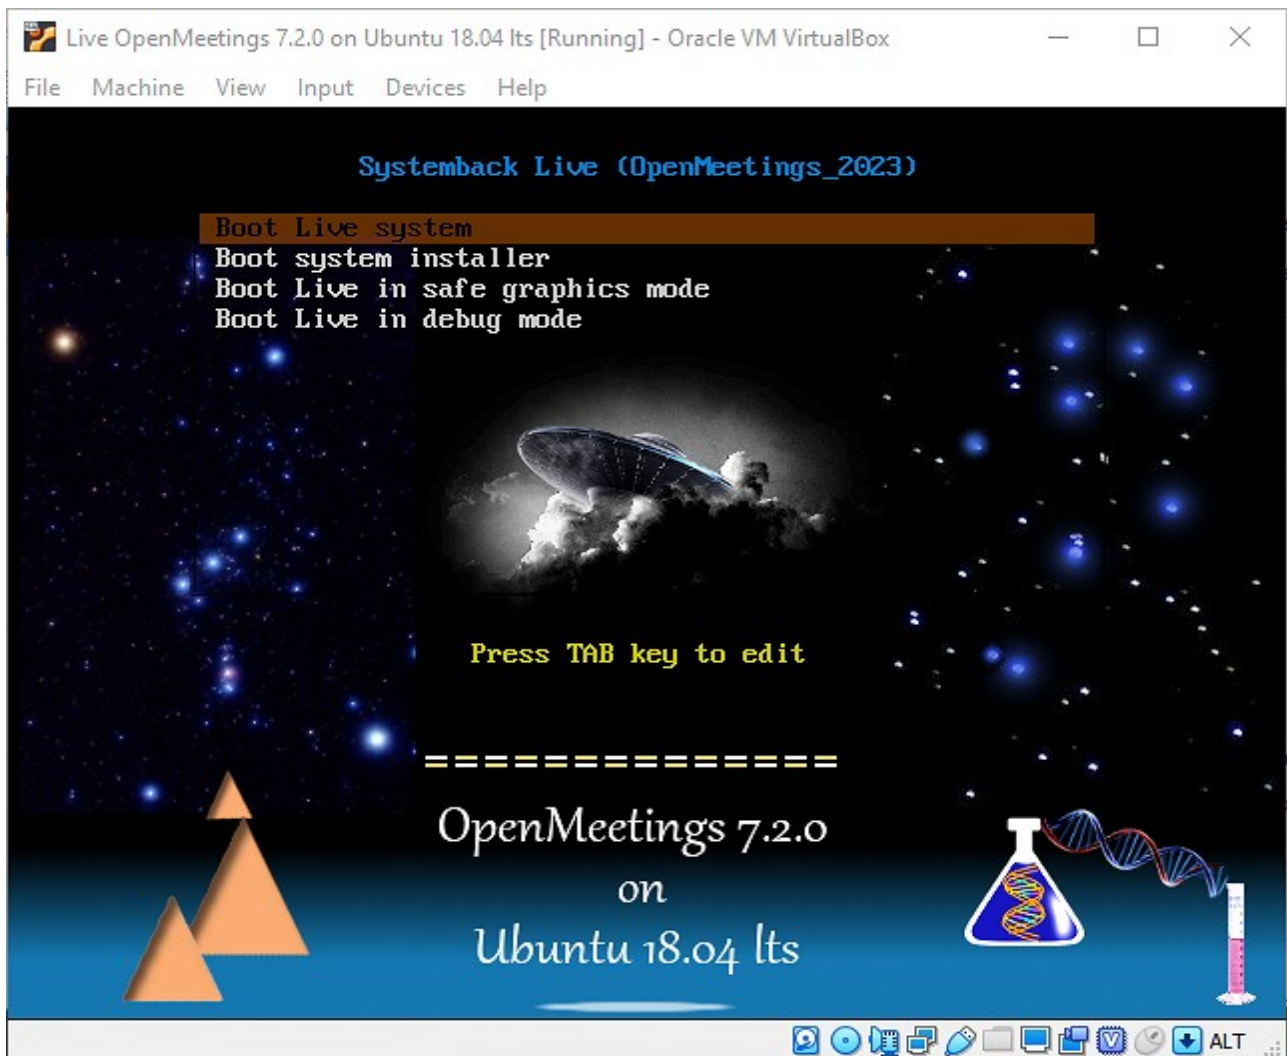 Live OpenMeetings 7.2.0 on Ubuntu 18.04 lts [Running] - Oracle VM VirtualBox
File Machine View Input Devices Help
Systemback Live (OpenMeetings_2023)
Boot Live system
Boot system installer
Boot Live in safe graphics mode
Boot Live in debug mode
Press TAB key to edit
==============
OpenMeetings 7.2.0
on
Ubuntu 18.04 lts
ALT